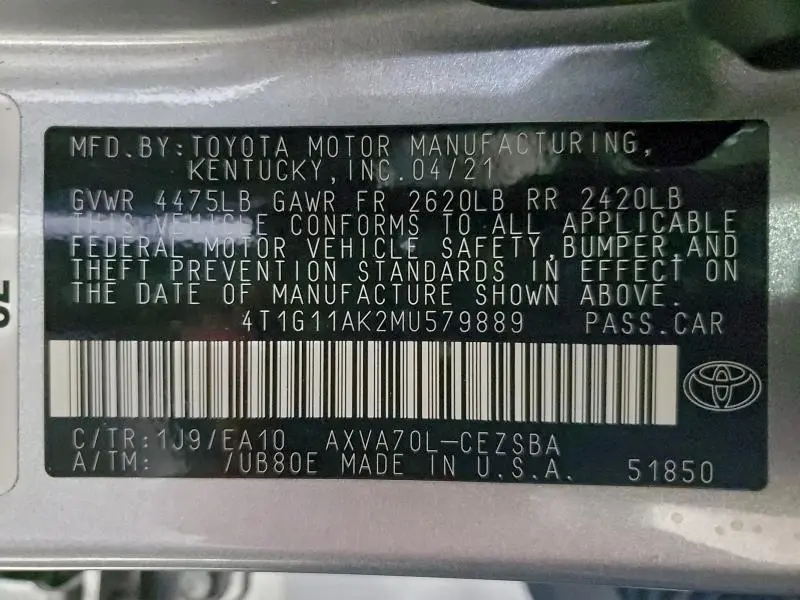 MFD.BY:TOYOTA MOTOR MANUFACTURING,
KENTUCKY,INC.04/21
GVWR 4475LB GAWR FR 2620LB RR 2420LB
THIS VEHICLE CONFORMS TO ALL APPLICABLE
FEDERAL MOTOR VEHICLE SAFETY,BUMPER,AND
THEFT PREVENTION STANDARDS IN EFFECT ON
THE DATE OF MANUFACTURE SHOWN ABOVE.
4T1G11AK2MU579889 PASS.CAR
C/TR:1J9/EA10 AXVA70L-CEZSBA
A/TM: /UB80E MADE IN U.S.A. 51850